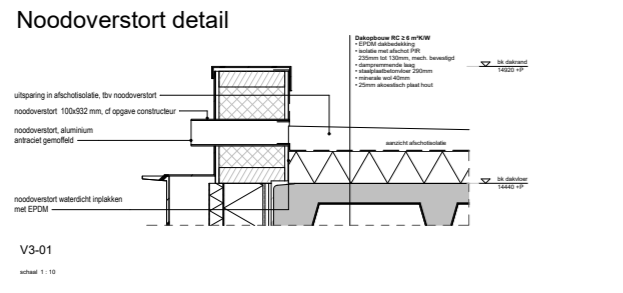 Noodoverstort detail
Dakopbouw RC ≥ 6 m²K/W
• EPDM dakbedekking
• isolatie met afschot PIR
235mm tot 130mm, mech. bevestigd
• dampremmende laag
• staalplaatbetonvloer 290mm
• minerale wol 40mm
• 25mm akoestisch plaat hout
bk dakrand
14920 +P
uitsparing in afschotisolatie, tbv noodoverstort
noodoverstort 100x932 mm, cf opgave constructeur
noodoverstort, aluminium
antraciet gemoffeld
aanzicht afschotisolatie
bk dakvloer
14440 +P
noodoverstort waterdicht inplakken
met EPDM
V3-01
schaal 1 : 10